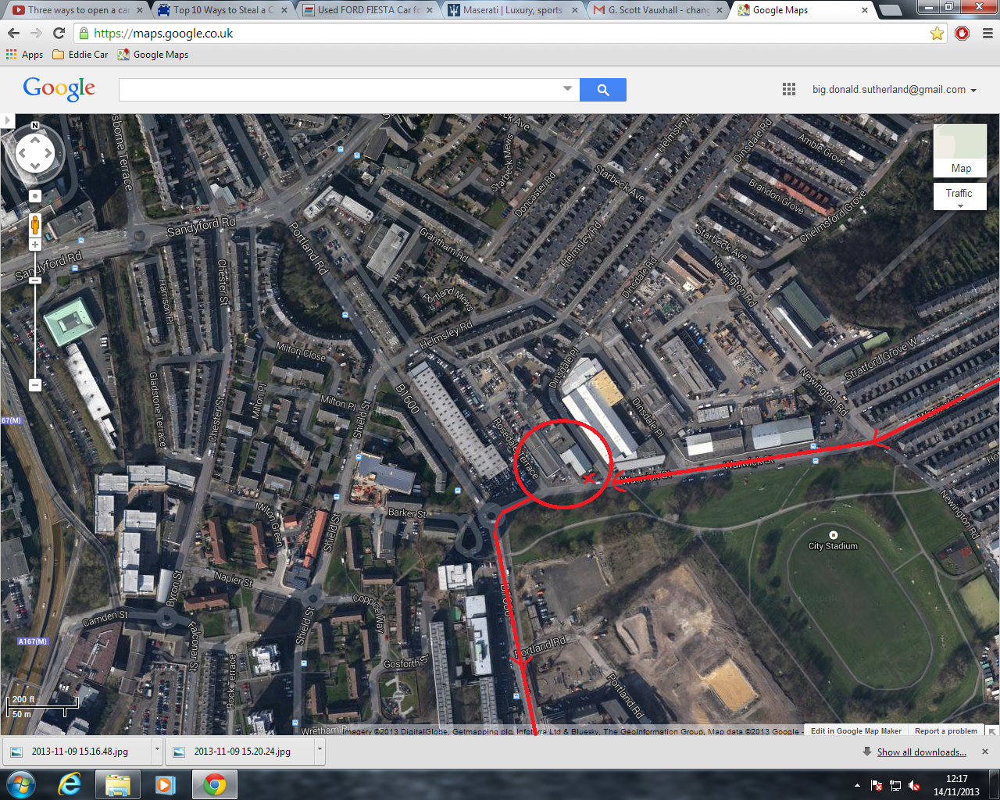 Three ways to open a car
Top 10 Ways to Steal a C
Used FORD FIESTA Car fo
Maserati | Luxury, sports
G. Scott Vauxhall - chang
Google Maps
https://maps.google.co.uk
Apps
Eddie Car
Google Maps
Google
big.donald.sutherland@gmail.com
N
Map
Traffic
sborne Terrace
Starbeck Ave
Starbeck Mews
Doncaster Rd
Starbeck Ave
Helmsley
Dinsdale Rd
Amble Grove
Brandon Grove
Chelmsford Grove
Sandyford Rd
Sandyford Rd
Portland Rd
Grantham Rd
Helmsley Rd
Starbeck Ave
Newington Rd
Dinsdale Rd
Harrison Pl
Chester St
Portland Mews
Helmsley Rd
Milton Close
Dinsdale Pl
Stratford Grove W
Newington Rd
Gladstone Terrace
Chester St
Milton Pl
Milton Pl
B1600
Shield St
Rosedale Terrace
Dinsdale Pl
Warwick St
Warwick St
Warwick St
67(M)
Barker St
Milton Green
Shield St
Newington Rd
City Stadium
Napier St
Byron St
Coppice Way
Camden St
Falconar St
Shield St
A167(M)
Portland Rd
Gosforth St
Rock Terrace
Portland Rd
Wretham Pl
200 ft
50 m
Imagery ©2013 DigitalGlobe, Getmapping plc, Infoterra Ltd & Bluesky, The GeoInformation Group, Map data ©2013 Google -
Edit in Google Map Maker
Report a problem
2013-11-09 15.16.48.jpg
2013-11-09 15.20.24.jpg
Show all downloads...
12:17
14/11/2013